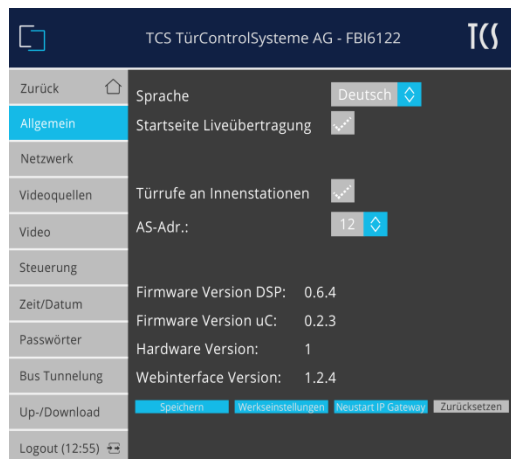 TCS TürControlSysteme AG - FBI6122
TCS
Zurück
Allgemein
Netzwerk
Videoquellen
Video
Steuerung
Zeit/Datum
Passwörter
Bus Tunnelung
Up-/Download
Logout (12:55)
Sprache Deutsch
Startseite Liveübertragung
Türrufe an Innenstationen
AS-Adr.: 12
Firmware Version DSP: 0.6.4
Firmware Version uC: 0.2.3
Hardware Version: 1
Webinterface Version: 1.2.4
Speichern Werkseinstellungen Neustart IP Gateway Zurücksetzen